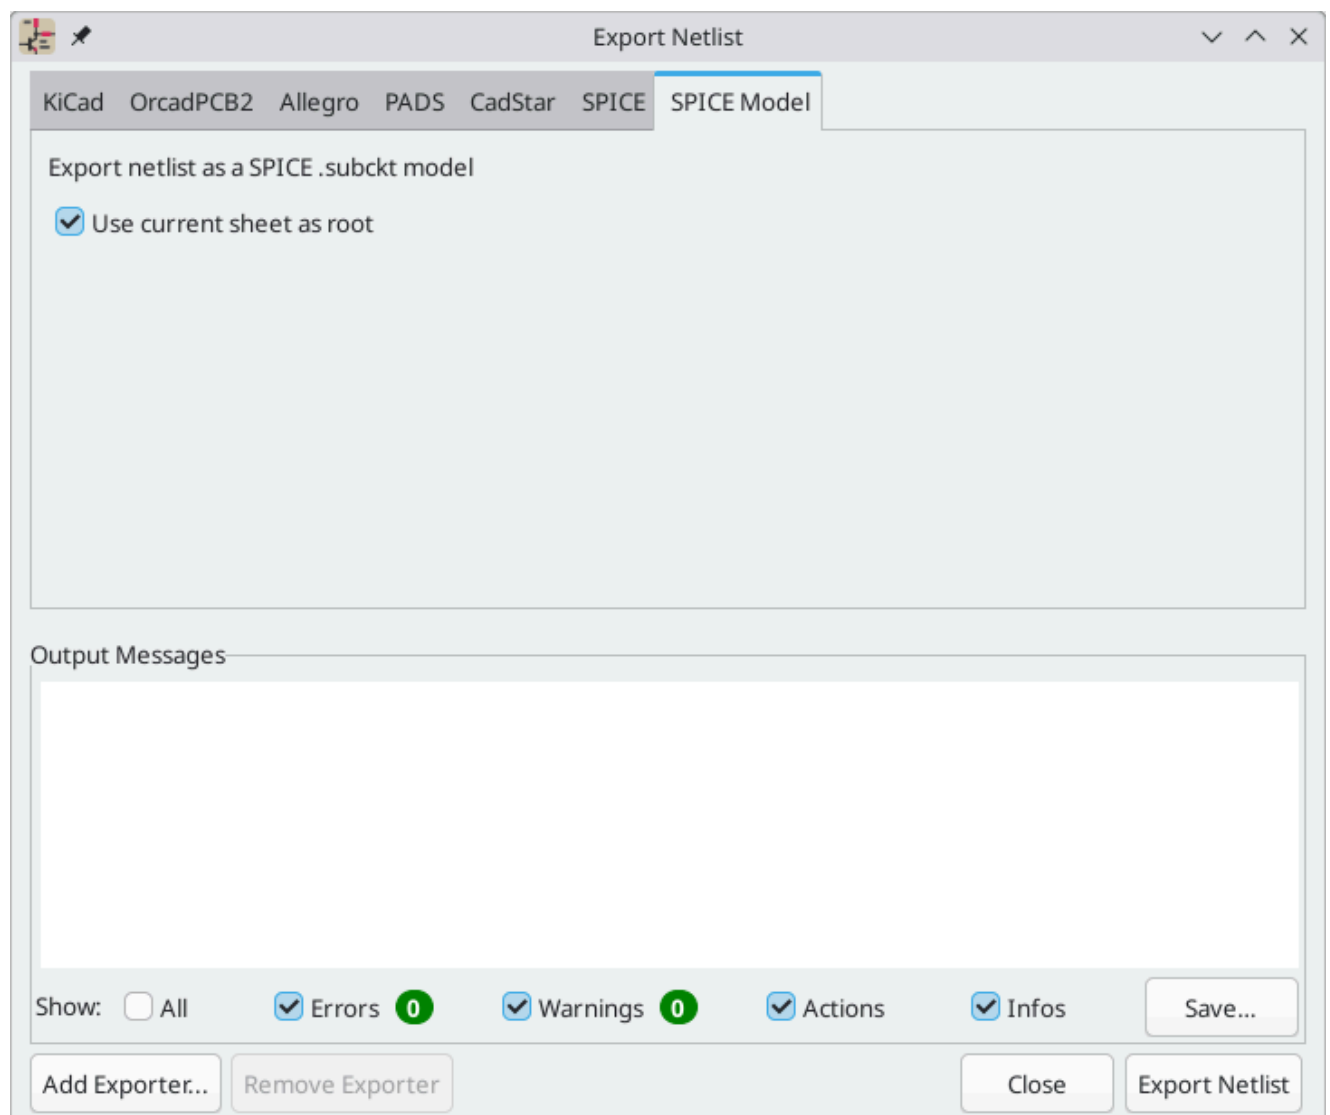 Export Netlist
KiCad OrcadPCB2 Allegro PADS CadStar SPICE SPICE Model
Export netlist as a SPICE .subckt model
Use current sheet as root
Output Messages
Show: All Errors 0 Warnings 0 Actions Infos Save...
Add Exporter... Remove Exporter Close Export Netlist